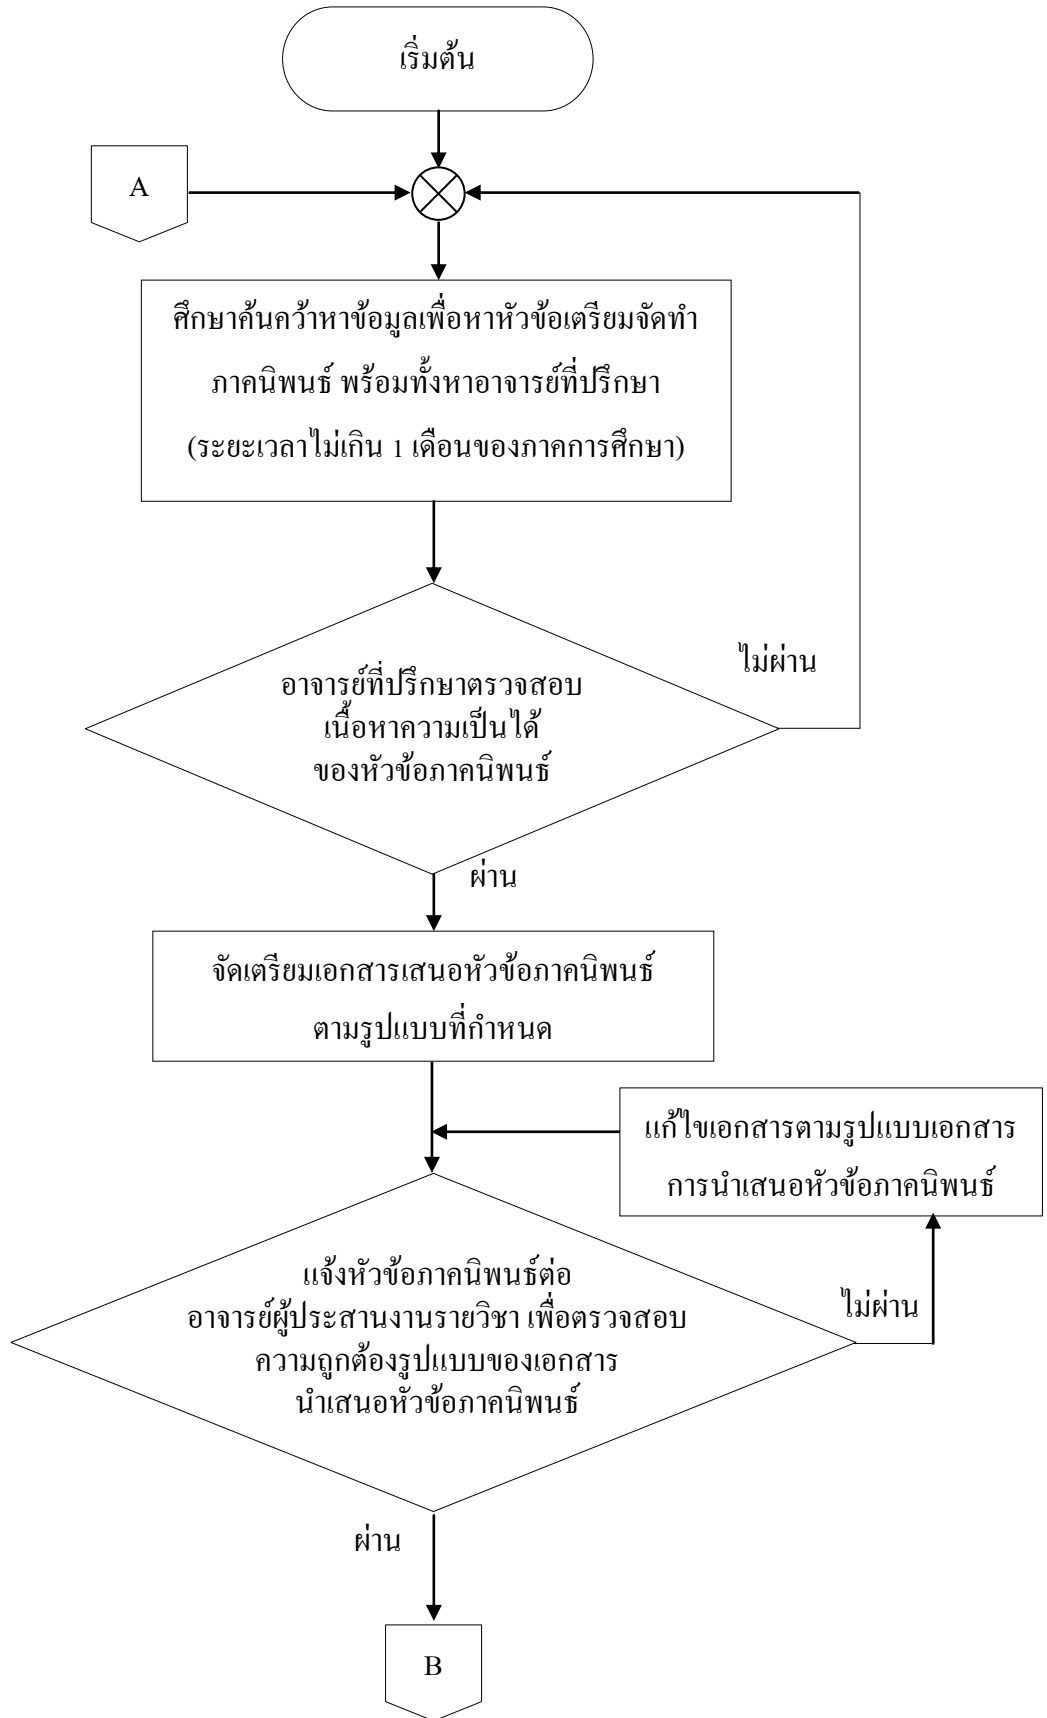 เริ่มต้น
A
ศึกษาค้นคว้าหาข้อมูลเพื่อหาหัวข้อเตรียมจัดทำ
ภาคนิพนธ์ พร้อมทั้งหาอาจารย์ที่ปรึกษา
(ระยะเวลาไม่เกิน 1 เดือนของภาคการศึกษา)
ไม่ผ่าน
อาจารย์ที่ปรึกษาตรวจสอบ
เนื้อหาความเป็นได้
ของหัวข้อภาคนิพนธ์
ผ่าน
จัดเตรียมเอกสารเสนอหัวข้อภาคนิพนธ์
ตามรูปแบบที่กำหนด
แก้ไขเอกสารตามรูปแบบเอกสาร
การนำเสนอหัวข้อภาคนิพนธ์
แจ้งหัวข้อภาคนิพนธ์ต่อ
อาจารย์ผู้ประสานงานรายวิชา เพื่อตรวจสอบ
ความถูกต้องรูปแบบของเอกสาร
นำเสนอหัวข้อภาคนิพนธ์
ไม่ผ่าน
ผ่าน
B